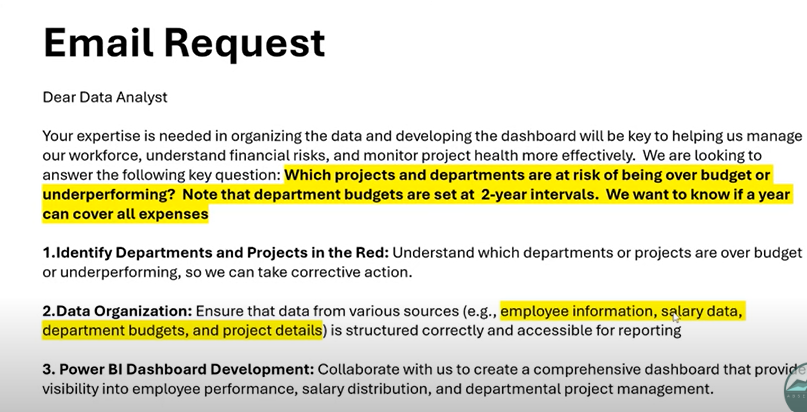 Email Request
Dear Data Analyst
Your expertise is needed in organizing the data and developing the dashboard will be key to helping us manage
our workforce, understand financial risks, and monitor project health more effectively.  We are looking to
answer the following key question: Which projects and departments are at risk of being over budget or
underperforming?  Note that department budgets are set at  2-year intervals.  We want to know if a year
can cover all expenses
1.Identify Departments and Projects in the Red: Understand which departments or projects are over budget
or underperforming, so we can take corrective action.
2.Data Organization: Ensure that data from various sources (e.g., employee information, salary data,
department budgets, and project details) is structured correctly and accessible for reporting
3. Power BI Dashboard Development: Collaborate with us to create a comprehensive dashboard that provide
visibility into employee performance, salary distribution, and departmental project management.